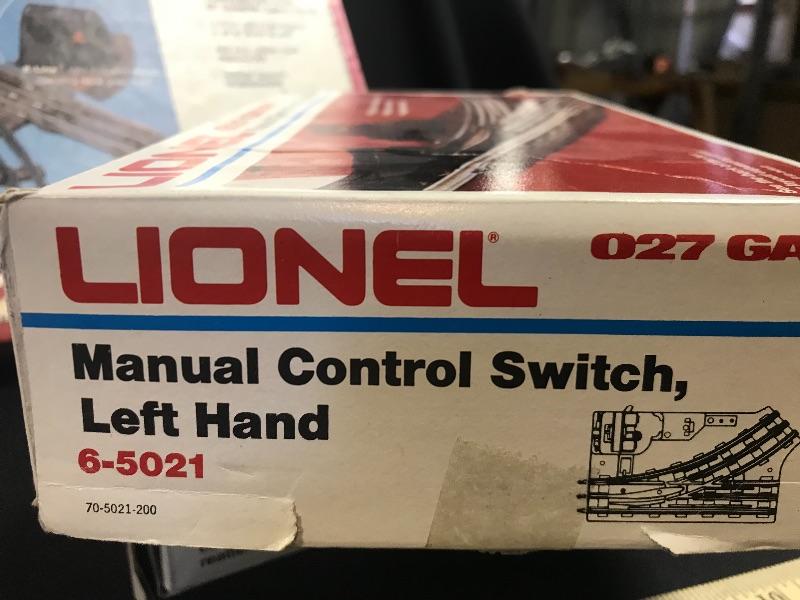 LIONEL®
027 GA
Manual Control Switch,
Left Hand
6-5021
70-5021-200